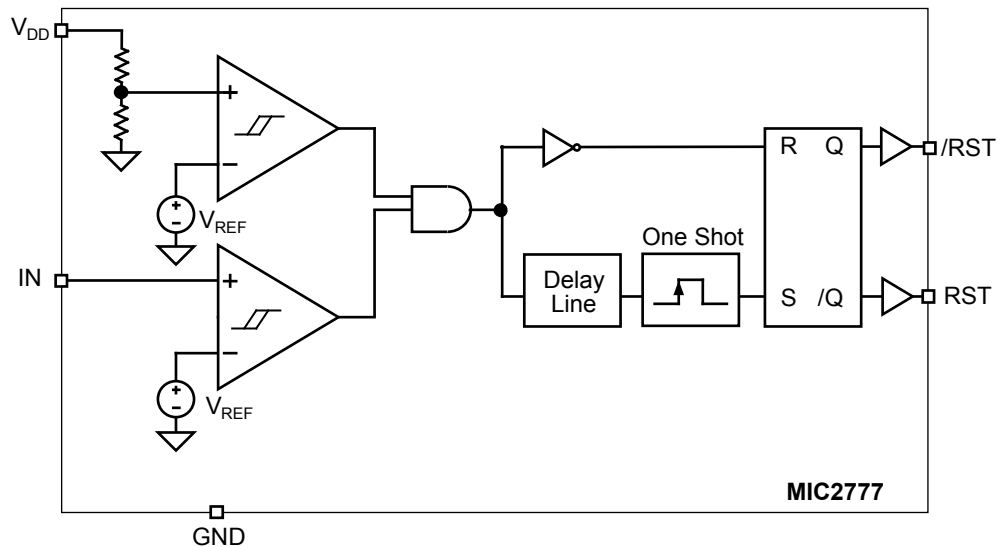 VDD
+
−
+
−
VREF
IN
+
−
+
−
VREF
R Q
/RST
One Shot
Delay
Line
S /Q
RST
MIC2777
GND